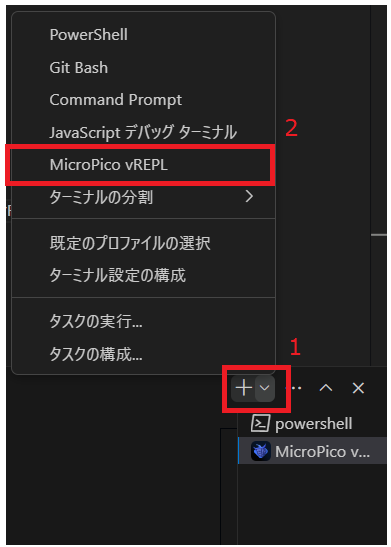 PowerShell
Git Bash
Command Prompt
JavaScript デバッグ ターミナル
2
MicroPico vREPL
ターミナルの分割
既定のプロファイルの選択
ターミナル設定の構成
タスクの実行...
タスクの構成...
1
powershell
MicroPico v...